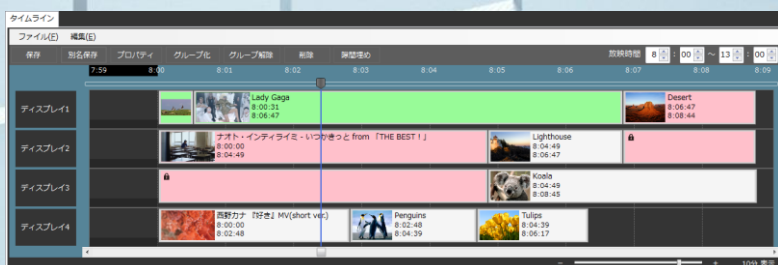 タイムライン
ファイル(F) 編集(E)
保存 別名保存 プロパティ グループ化 グループ解除 削除 隙間埋め 放映時間 8 : 00 ～ 13 : 00
7:59 8:00 8:01 8:02 8:03 8:04 8:05 8:06 8:07 8:08 8:09
ディスプレイ1
Lady Gaga
8:00:31
8:06:47
Desert
8:06:47
8:08:44
ディスプレイ2
ナオト・インティライミ - いつかきっと from 「THE BEST！」
8:00:00
8:04:49
Lighthouse
8:04:49
8:06:47
ディスプレイ3
Koala
8:04:49
8:08:45
ディスプレイ4
西野カナ 『好き』MV(short ver.)
8:00:00
8:02:48
Penguins
8:02:48
8:04:39
Tulips
8:04:39
8:06:17
10分 表示